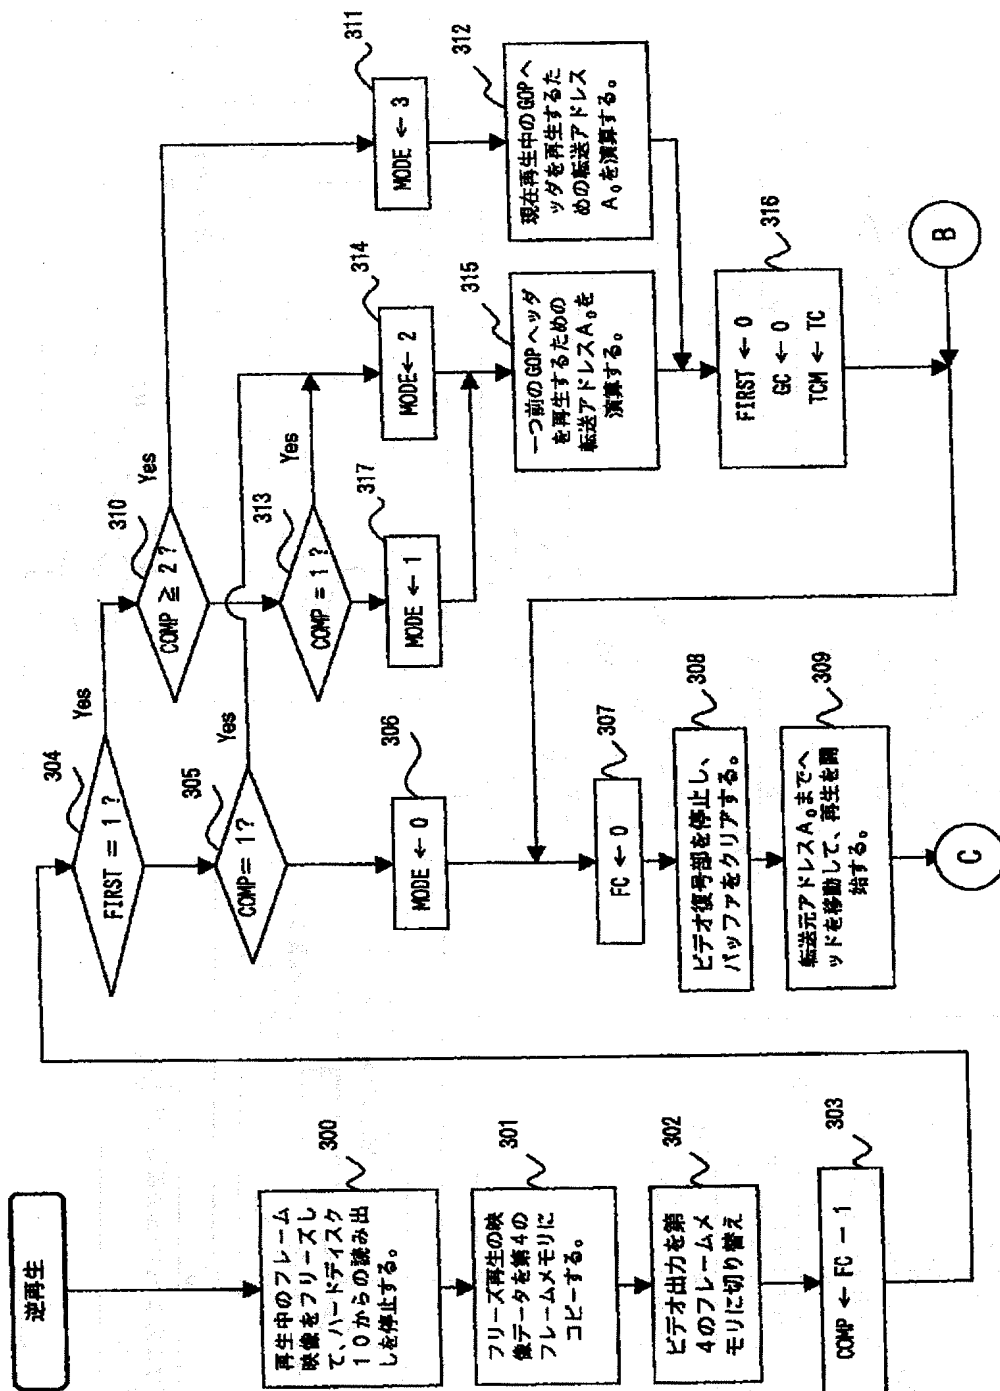 逆再生
300
再生中のフレーム
映像をフリーズし
て、ハードディスク
10からの読み出
しを停止する。
301
フリーズ再生の映
像データを第4の
フレームメモリに
コピーする。
302
ビデオ出力を第
4のフレームメ
モリに切り替え
303
COMP ← FC − 1
304
FIRST = 1 ?
Yes
305
COMP= 1?
Yes
306
MODE ← 0
307
FC ← 0
308
ビデオ復号部を停止し、
バッファをクリアする。
309
転送元アドレスA₀までヘ
ッドを移動して、再生を開
始する。
C
310
COMP ≧ 2 ?
Yes
311
MODE ← 3
312
現在再生中のGOPヘ
ッダを再生するた
めの転送アドレス
A₀を演算する。
313
COMP = 1 ?
Yes
314
MODE← 2
317
MODE ← 1
315
一つ前のGOPヘッダ
を再生するための
転送アドレスA₀を
演算する。
316
FIRST ← 0
GC ← 0
TCM ← TC
B